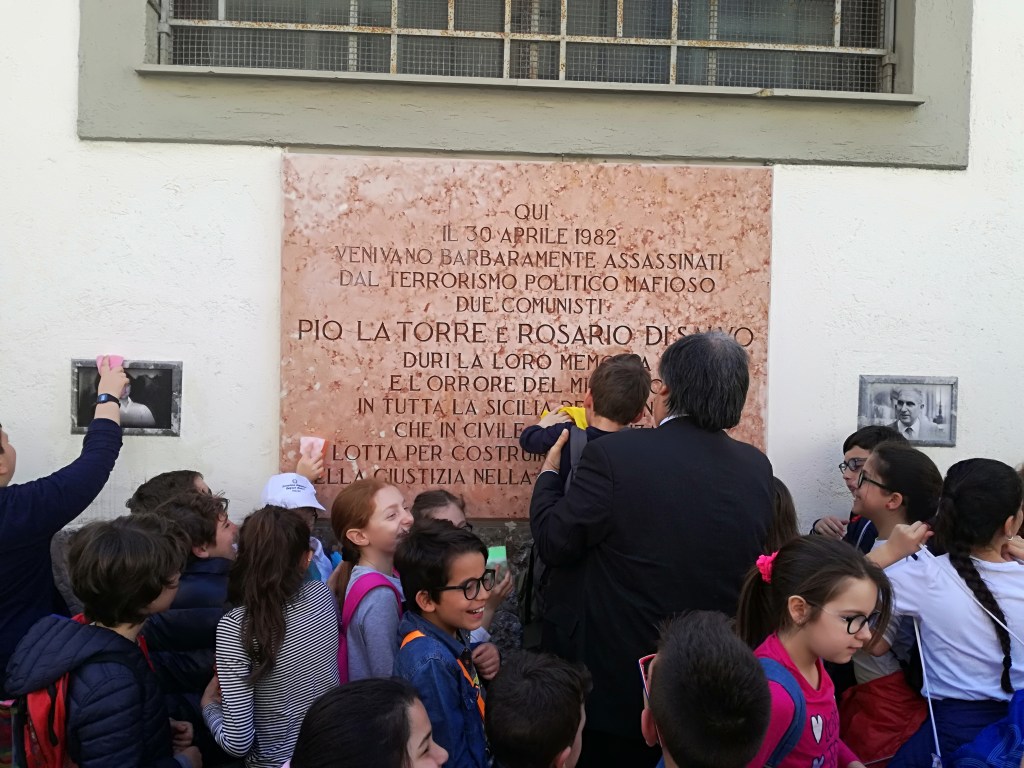 QUI
IL 30 APRILE 1982
VENIVANO BARBARAMENTE ASSASSINATI
DAL TERRORISMO POLITICO MAFIOSO
DUE COMUNISTI
PIO LA TORRE E ROSARIO DI SALVO
DURI LA LORO MEMORIA
E L'ORRORE DEL
IN TUTTA LA SICILIA
CHE IN CIVILE
LOTTA PER COSTRUIR
GIUSTIZIA NELLA